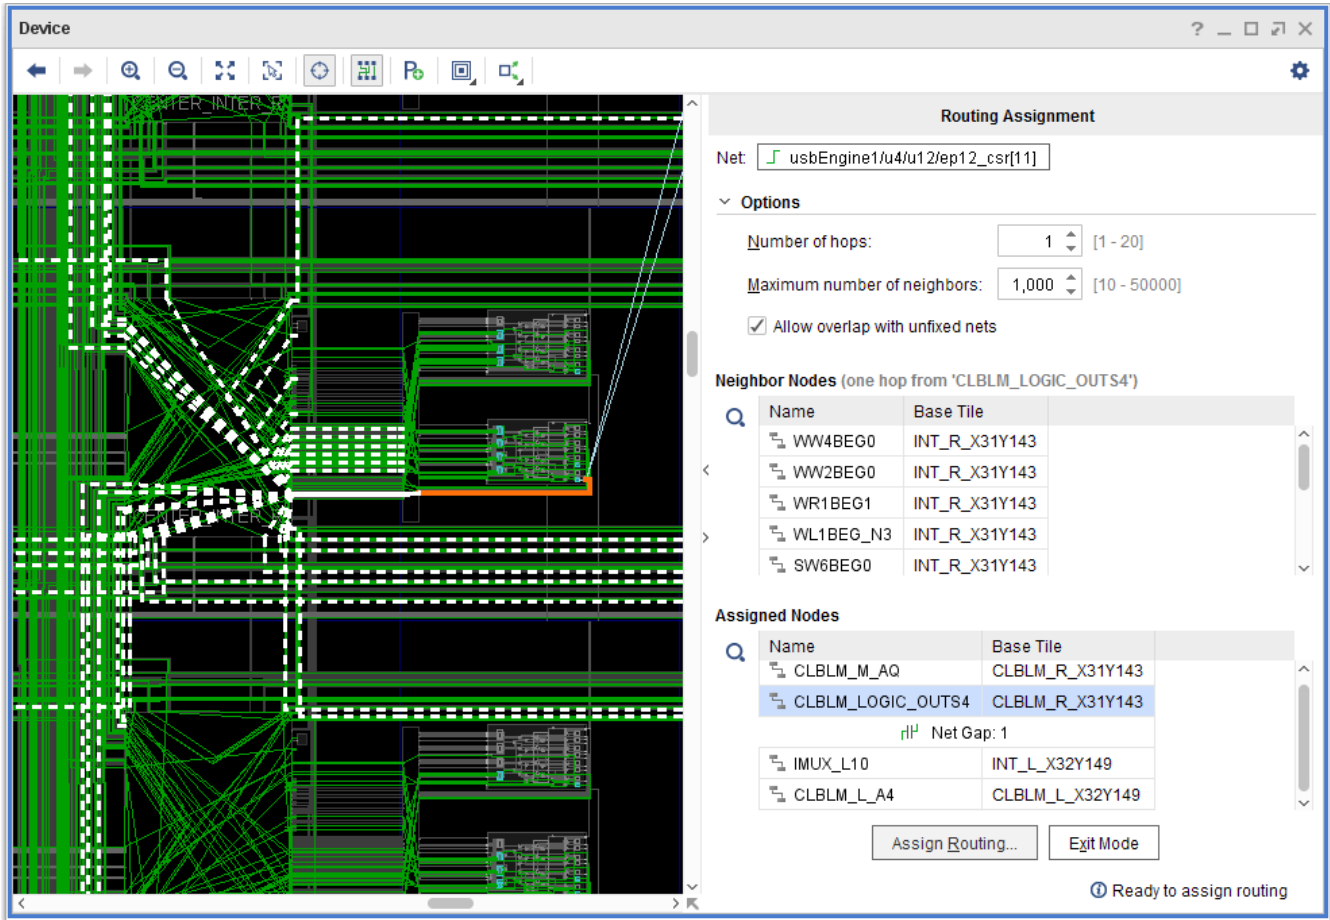 Device
Routing Assignment
Net: usbEngine1/u4/u12/ep12_csr[11]
Options
Number of hops: 1 [1 - 20]
Maximum number of neighbors: 1,000 [10 - 50000]
Allow overlap with unfixed nets
Neighbor Nodes (one hop from 'CLBLM_LOGIC_OUTS4')
Name Base Tile
WW4BEG0 INT_R_X31Y143
WW2BEG0 INT_R_X31Y143
WR1BEG1 INT_R_X31Y143
WL1BEG_N3 INT_R_X31Y143
SW6BEG0 INT_R_X31Y143
Assigned Nodes
Name Base Tile
CLBLM_M_AQ CLBLM_R_X31Y143
CLBLM_LOGIC_OUTS4 CLBLM_R_X31Y143
Net Gap: 1
IMUX_L10 INT_L_X32Y149
CLBLM_L_A4 CLBLM_L_X32Y149
Assign Routing... Exit Mode
Ready to assign routing